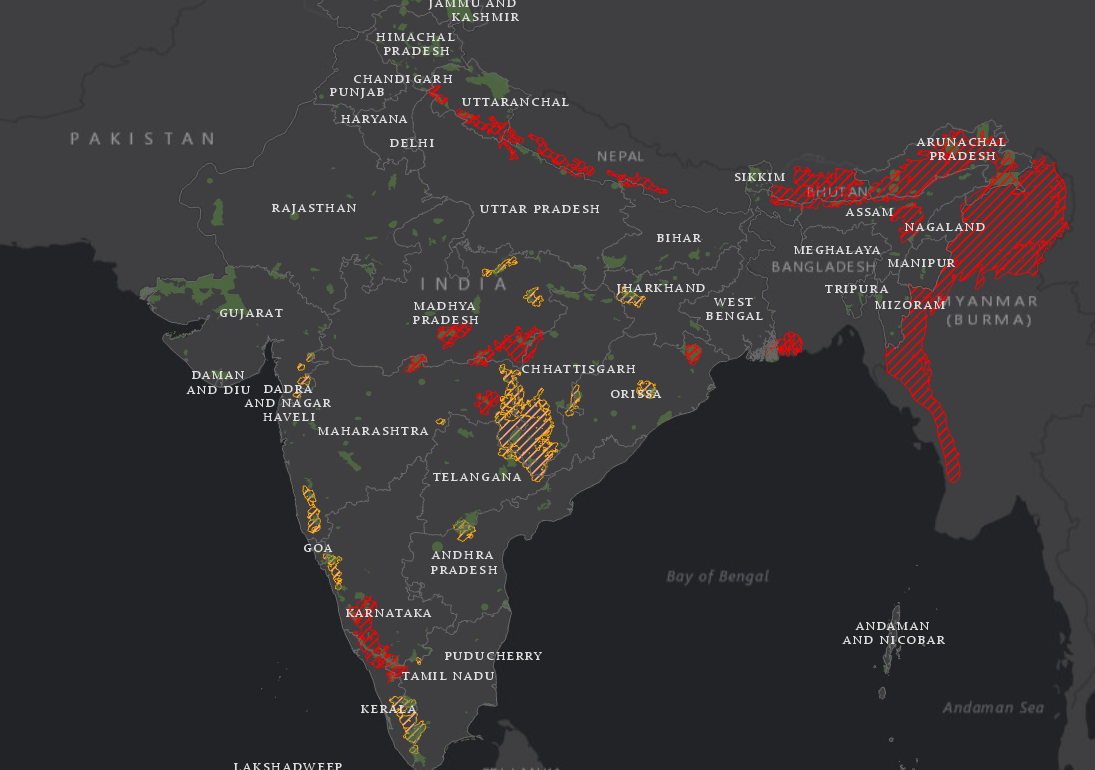 JAMMU AND
KASHMIR
HIMACHAL
PRADESH
CHANDIGARH
PUNJAB
UTTARANCHAL
HARYANA
PAKISTAN
DELHI
NEPAL
ARUNACHAL
PRADESH
SIKKIM
BHUTAN
RAJASTHAN
UTTAR PRADESH
ASSAM
NAGALAND
BIHAR
MEGHALAYA
BANGLADESH
MANIPUR
INDIA
JHARKHAND
TRIPURA
WEST
BENGAL
MIZORAM
MYANMAR
(BURMA)
GUJARAT
MADHYA
PRADESH
CHHATTISGARH
DAMAN
AND DIU
DADRA
AND NAGAR
HAVELI
ORISSA
MAHARASHTRA
TELANGANA
GOA
ANDHRA
PRADESH
Bay of Bengal
KARNATAKA
ANDAMAN
AND NICOBAR
PUDUCHERRY
TAMIL NADU
KERALA
Andaman Sea
LAKSHADWEEP